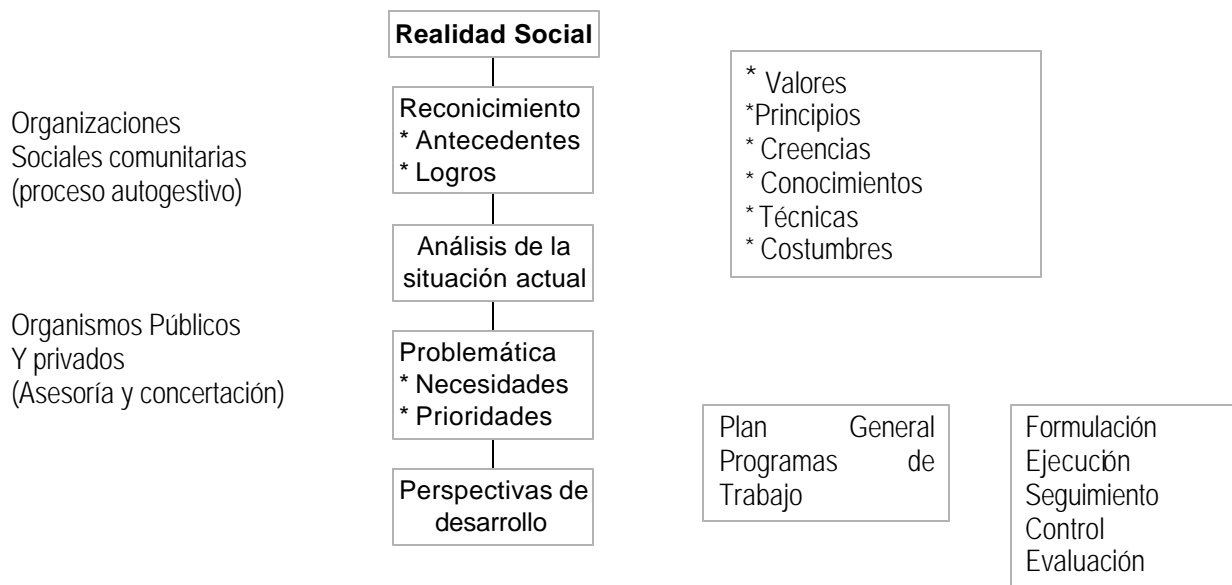 Organizaciones
Sociales comunitarias
(proceso autogestivo)
Organismos Públicos
Y privados
(Asesoría y concertación)
Realidad Social
Reconicimiento
* Antecedentes
* Logros
Análisis de la
situación actual
Problemática
* Necesidades
* Prioridades
Perspectivas de
desarrollo
* Valores
*Principios
* Creencias
* Conocimientos
* Técnicas
* Costumbres
Plan General
Programas de
Trabajo
Formulación
Ejecución
Seguimiento
Control
Evaluación